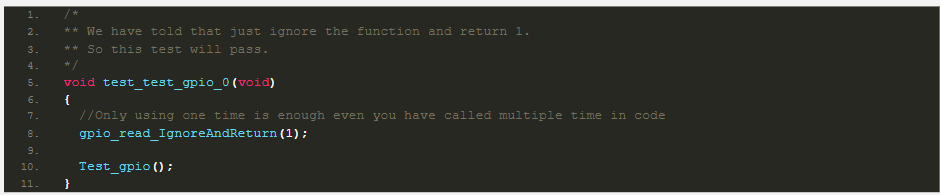 1. /*
2. ** We have told that just ignore the function and return 1.
3. ** So this test will pass.
4. */
5. void test_test_gpio_0(void)
6. {
7.   //Only using one time is enough even you have called multiple time in code
8.   gpio_read_IgnoreAndReturn(1);
9.
10.   Test_gpio();
11. }